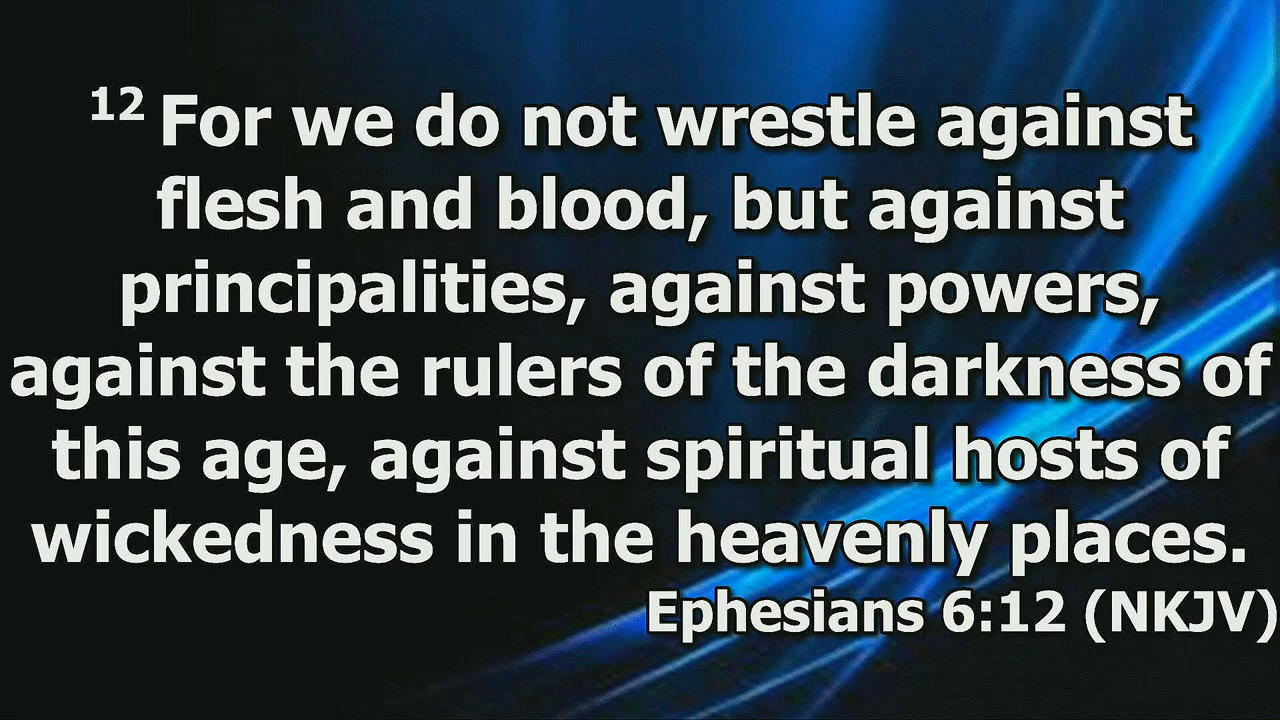 12 For we do not wrestle against
flesh and blood, but against
principalities, against powers,
against the rulers of the darkness of
this age, against spiritual hosts of
wickedness in the heavenly places.
Ephesians 6:12 (NKJV)